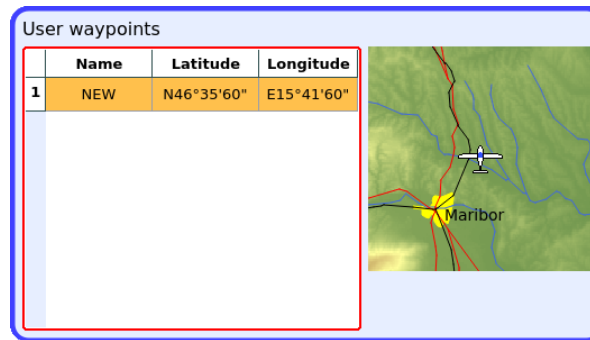 User waypoints
Name Latitude Longitude
1 NEW N46°35'60" E15°41'60"
Maribor